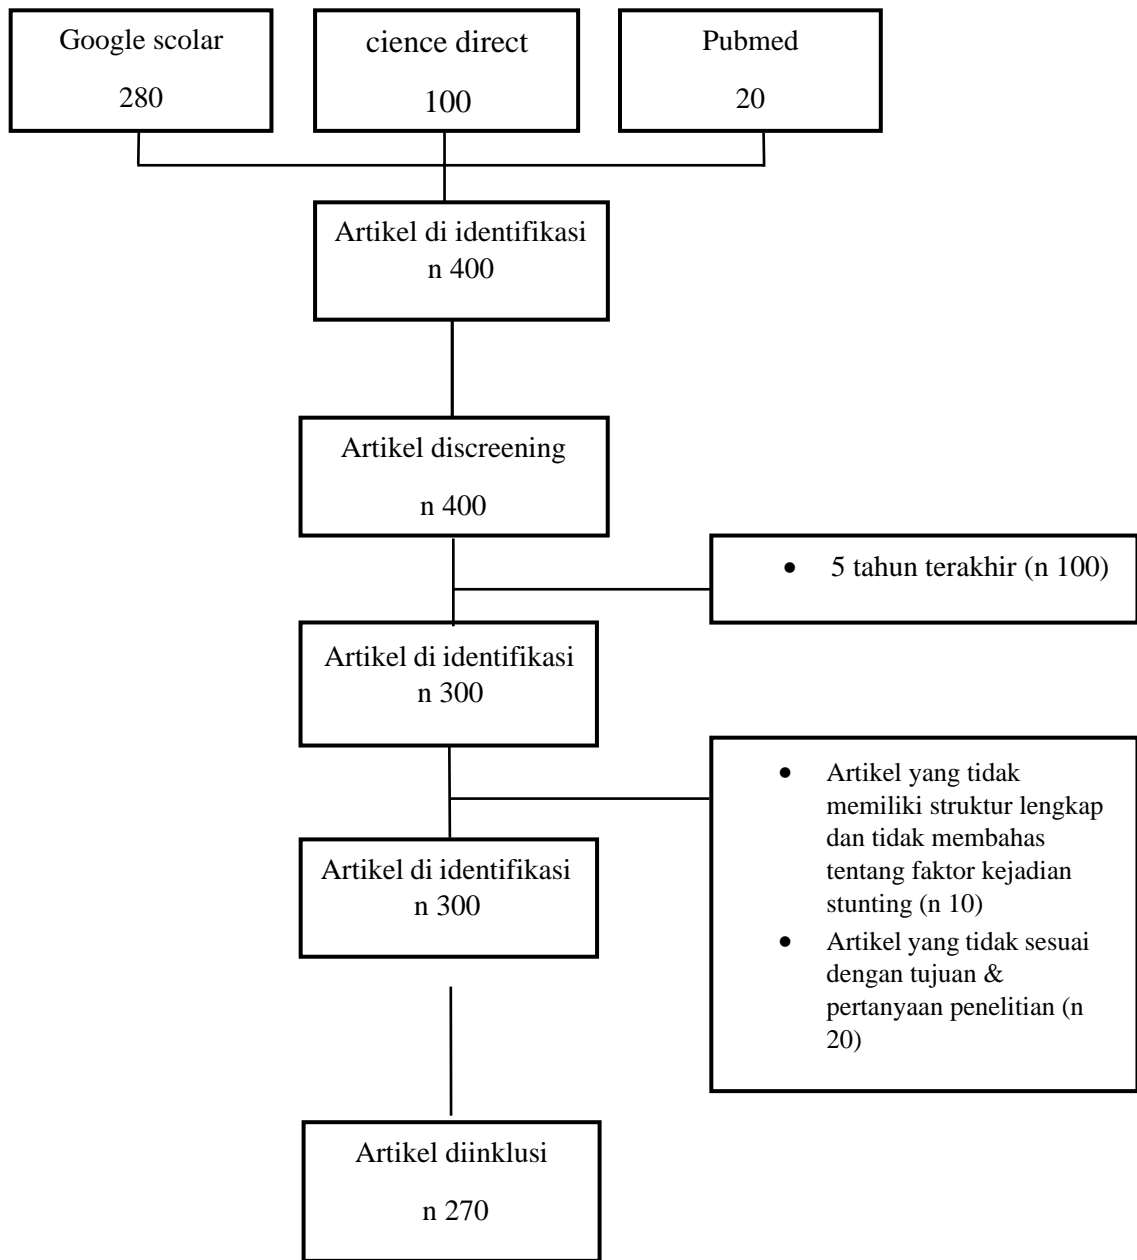 Google scolar
280
cience direct
100
Pubmed
20
Artikel di identifikasi
n 400
Artikel discreening
n 400
• 5 tahun terakhir (n 100)
Artikel di identifikasi
n 300
• Artikel yang tidak
memiliki struktur lengkap
dan tidak membahas
tentang faktor kejadian
stunting (n 10)
• Artikel yang tidak sesuai
dengan tujuan &
pertanyaan penelitian (n
20)
Artikel di identifikasi
n 300
Artikel diinklusi
n 270